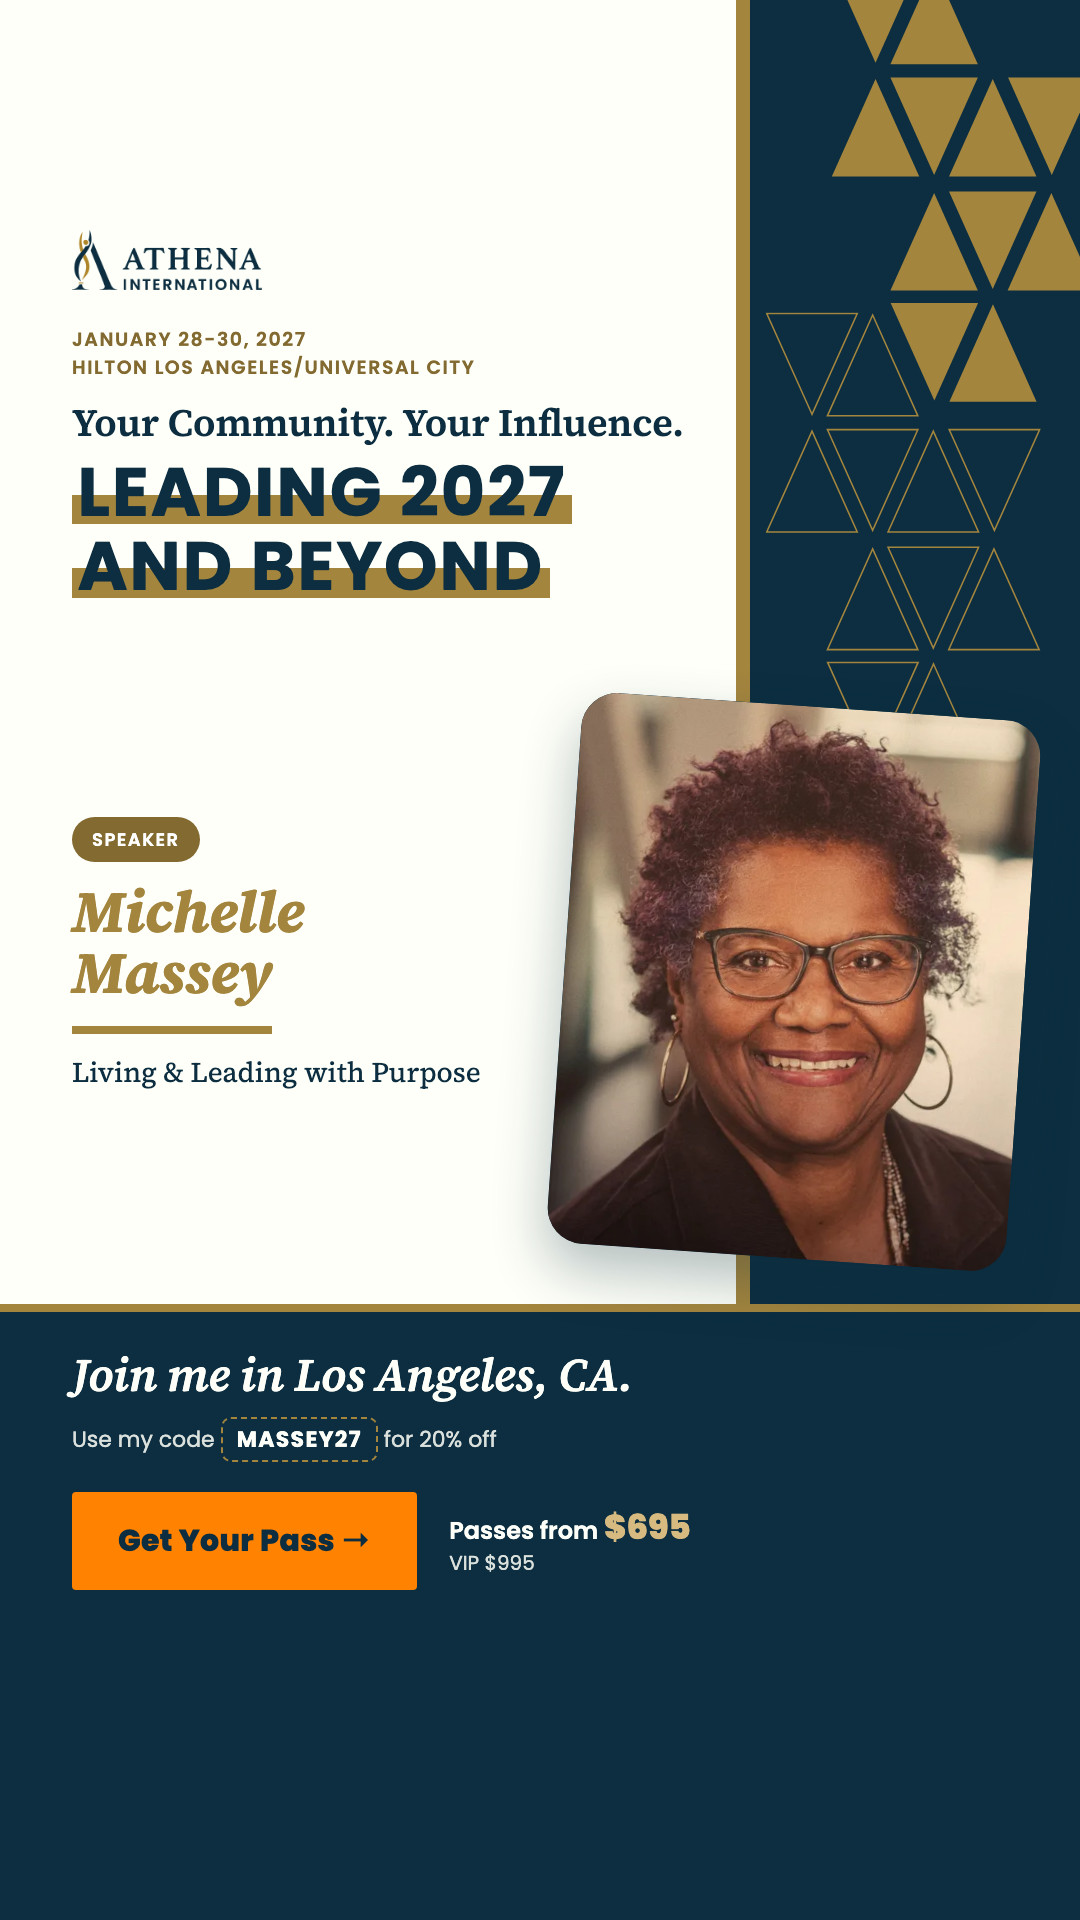 ATHENA
INTERNATIONAL
JANUARY 28-30, 2027
HILTON LOS ANGELES/UNIVERSAL CITY
Your Community. Your Influence.
LEADING 2027
AND BEYOND
SPEAKER
Michelle
Massey
Living & Leading with Purpose
Join me in Los Angeles, CA.
Use my code MASSEY27 for 20% off
Get Your Pass →
Passes from $695
VIP $995